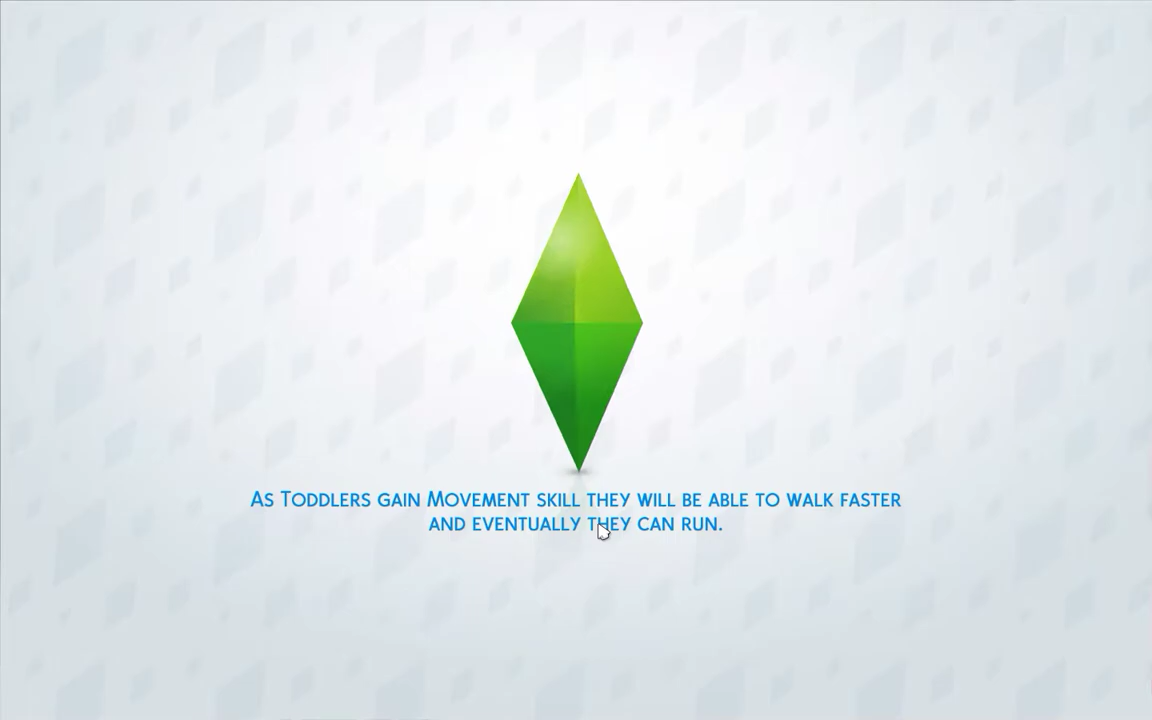 As Toddlers gain Movement skill they will be able to walk faster
and eventually they can run.